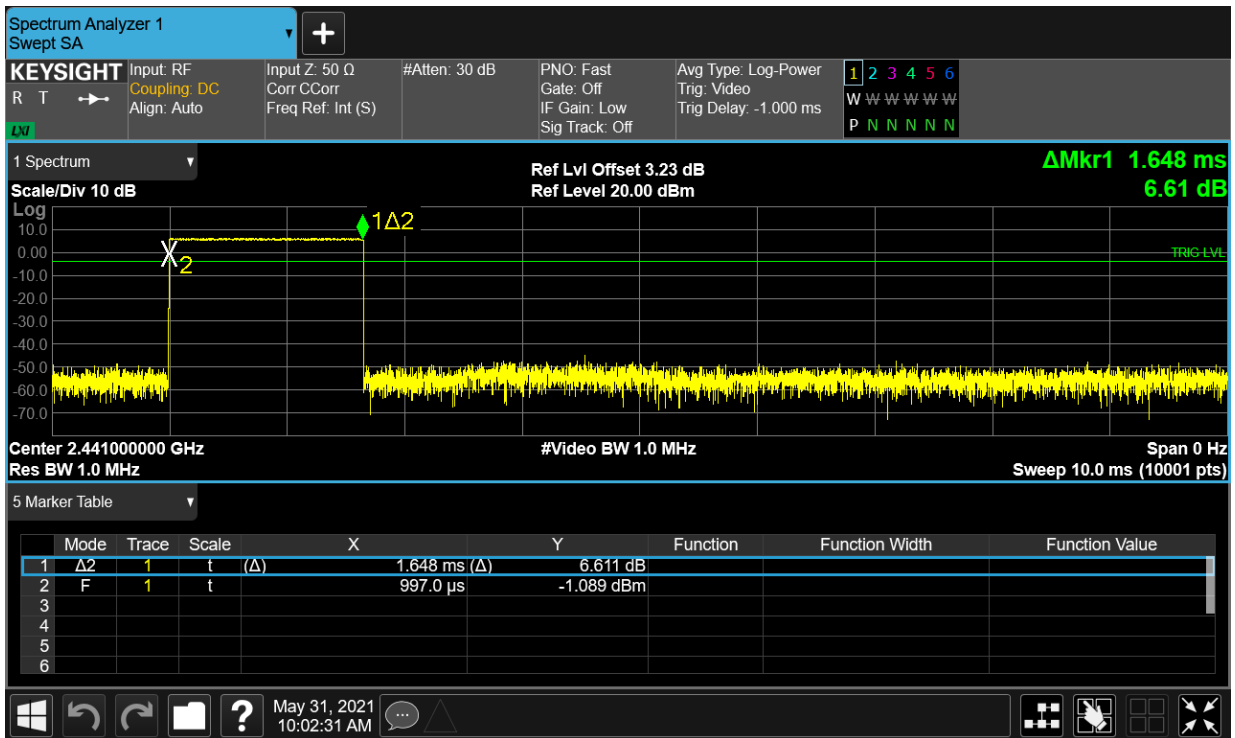 Spectrum Analyzer 1
Swept SA
▼
+
KEYSIGHT
R T
LXI
Input: RF
Coupling: DC
Align: Auto
Input Z: 50 Ω
Corr CCorr
Freq Ref: Int (S)
#Atten: 30 dB
PNO: Fast
Gate: Off
IF Gain: Low
Sig Track: Off
Avg Type: Log-Power
Trig: Video
Trig Delay: -1.000 ms
1 2 3 4 5 6
W W W W W W
P N N N N N
1 Spectrum ▼
Scale/Div 10 dB
Ref Lvl Offset 3.23 dB
Ref Level 20.00 dBm
ΔMkr1 1.648 ms
6.61 dB
Log
10.0
0.00
-10.0
-20.0
-30.0
-40.0
-50.0
-60.0
-70.0
1Δ2
2
TRIG LVL
Center 2.441000000 GHz
#Video BW 1.0 MHz
Span 0 Hz
Res BW 1.0 MHz
Sweep 10.0 ms (10001 pts)
5 Marker Table ▼
Mode Trace Scale X Y Function Function Width Function Value
1 Δ2 1 t (Δ) 1.648 ms (Δ) 6.611 dB
2 F 1 t 997.0 µs -1.089 dBm
3
4
5
6
?
May 31, 2021
10:02:31 AM